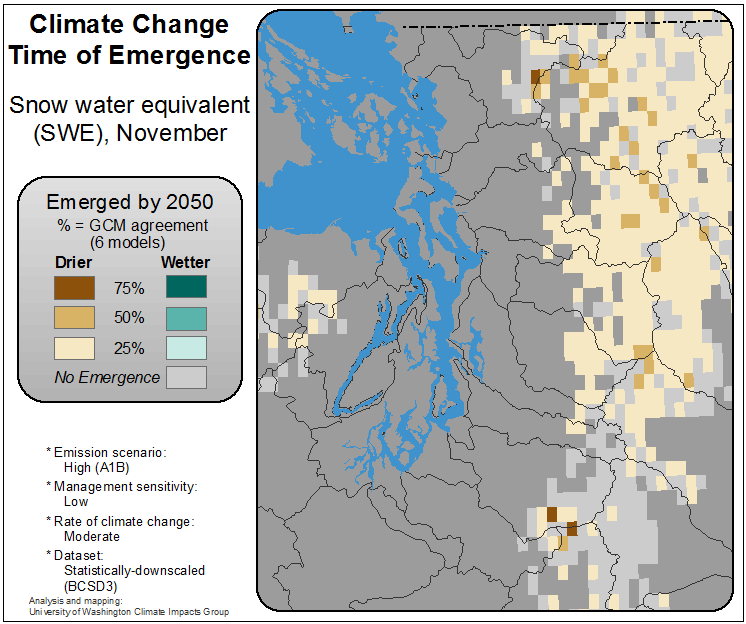 Climate Change
Time of Emergence
Snow water equivalent
(SWE), November
Emerged by 2050
% = GCM agreement
(6 models)
Drier Wetter
75%
50%
25%
No Emergence
* Emission scenario:
High (A1B)
* Management sensitivity:
Low
* Rate of climate change:
Moderate
* Dataset:
Statistically-downscaled
(BCSD3)
Analysis and mapping:
University of Washington Climate Impacts Group